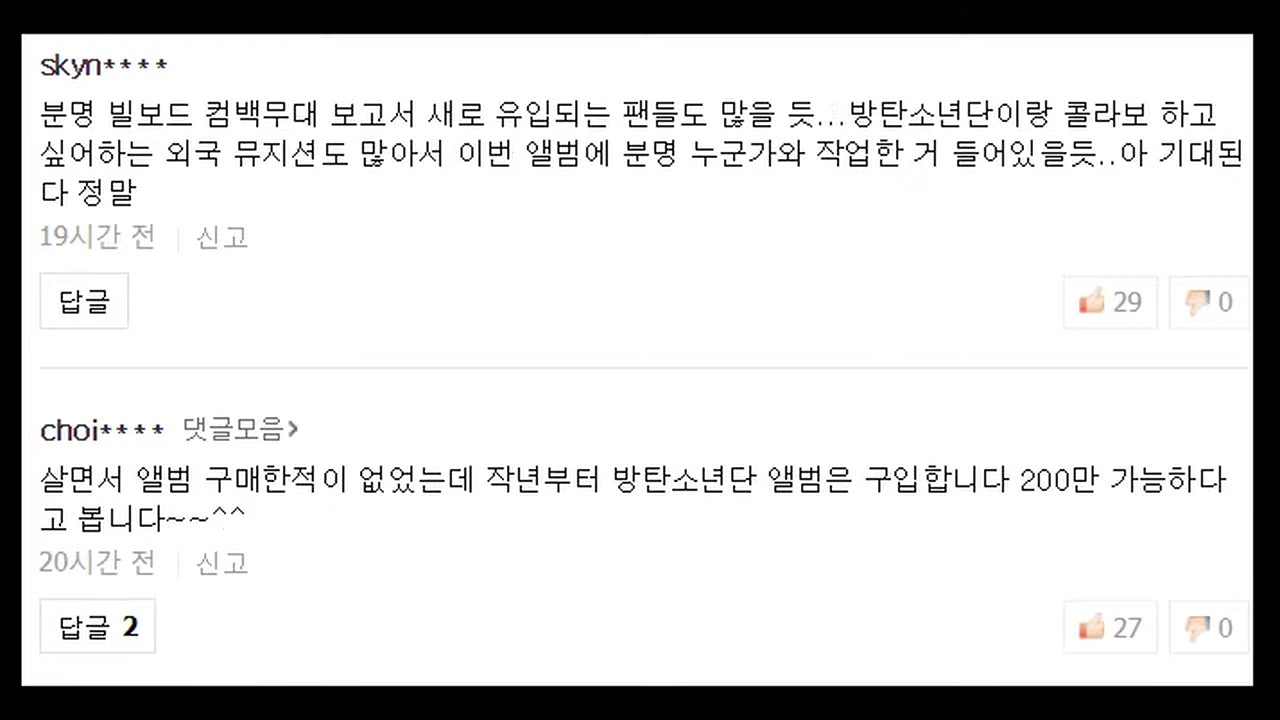 skyn****
분명 빌보드 컴백무대 보고서 새로 유입되는 팬들도 많을 듯...방탄소년단이랑 콜라보 하고
싶어하는 외국 뮤지션도 많아서 이번 앨범에 분명 누군가와 작업한 거 들어있을듯..아 기대된
다 정말
19시간 전 | 신고
답글 29 0
choi**** 댓글모음>
살면서 앨범 구매한적이 없었는데 작년부터 방탄소년단 앨범은 구입합니다 200만 가능하다
고 봅니다~~^^
20시간 전 | 신고
답글 2 27 0